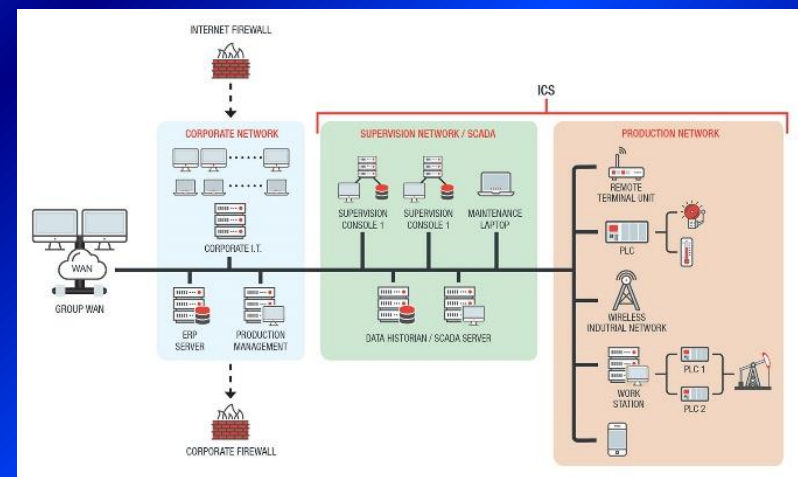 INTERNET FIREWALL
ICS
CORPORATE NETWORK
SUPERVISION NETWORK / SCADA
PRODUCTION NETWORK
REMOTE
TERMINAL UNIT
SUPERVISION
CONSOLE 1
SUPERVISION
CONSOLE 1
MAINTENANCE
LAPTOP
CORPORATE I.T.
PLC
WAN
GROUP WAN
WIRELESS
INDUTRIAL NETWORK
ERP
SERVER
PRODUCTION
MANAGEMENT
DATA HISTORIAN / SCADA SERVER
PLC 1
WORK
STATION
PLC 2
CORPORATE FIREWALL